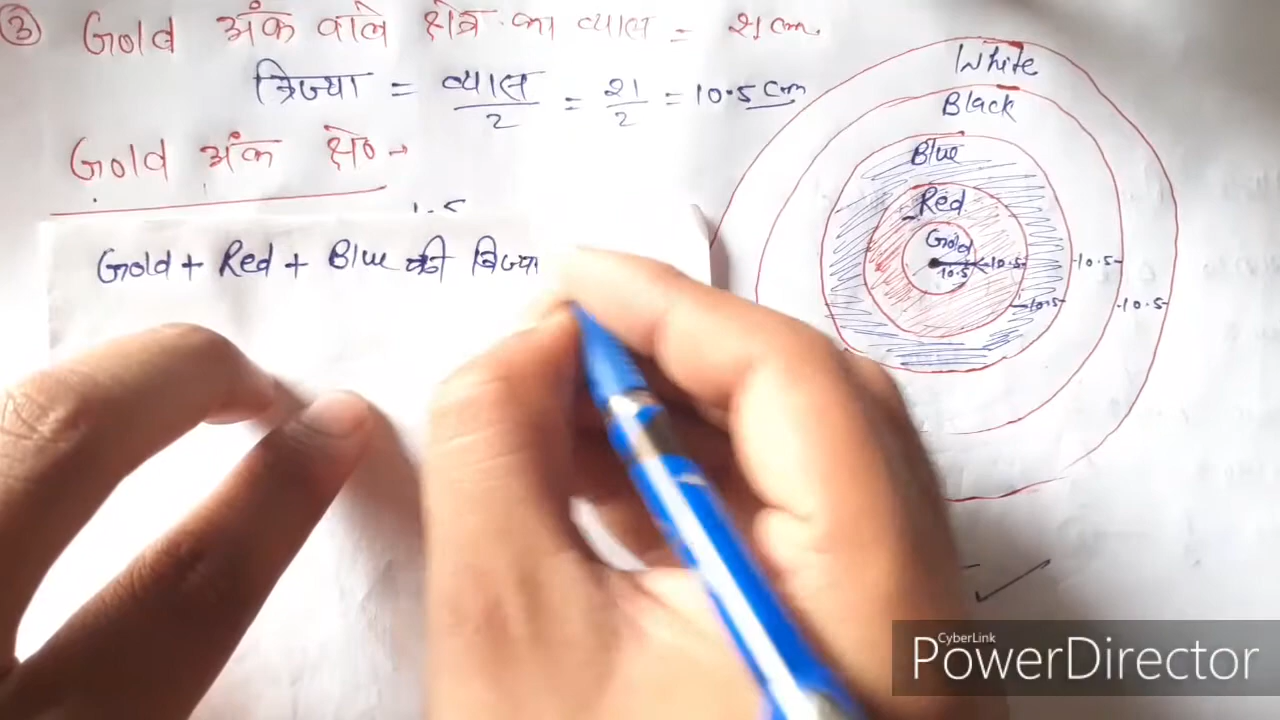 ③ Gold अंक वाले क्षेत्र का व्यास = 21 cm.
त्रिज्या = व्यास/2 = 21/2 = 10.5 cm
Gold अंक क्षे० →
Gold + Red + Blue की त्रिज्या
White
Black
Blue
Red
Gold
10.5 10.5 10.5
10.5
10.5
CyberLink
PowerDirector